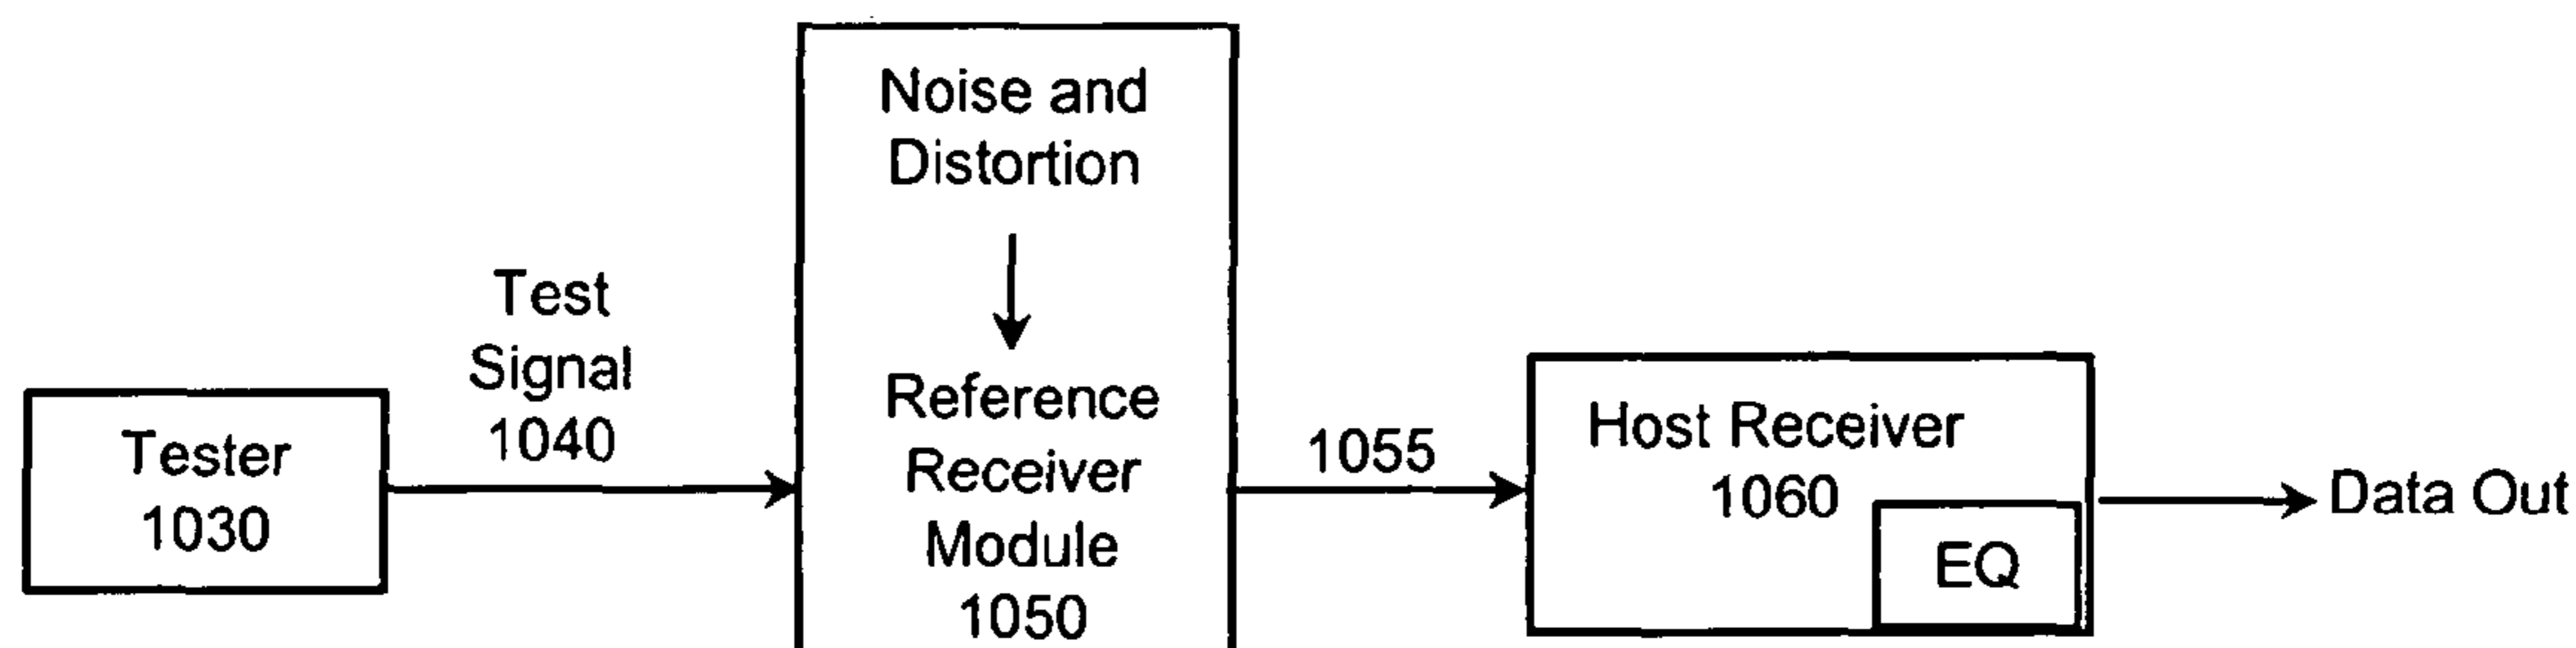 Tester
1030
Test
Signal
1040
Noise and
Distortion
Reference
Receiver
Module
1050
1055
Host Receiver
1060
EQ
Data Out